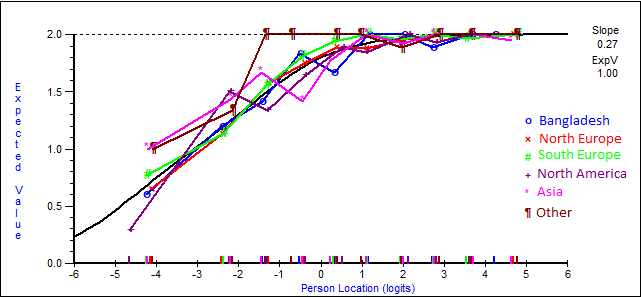 Slope
0.27
ExpV
1.00
Expected Value
2.0
1.5
1.0
0.5
0.0
-6 -5 -4 -3 -2 -1 0 1 2 3 4 5 6
Person Location (logits)
o Bangladesh
× North Europe
# South Europe
+ North America
* Asia
¶ Other